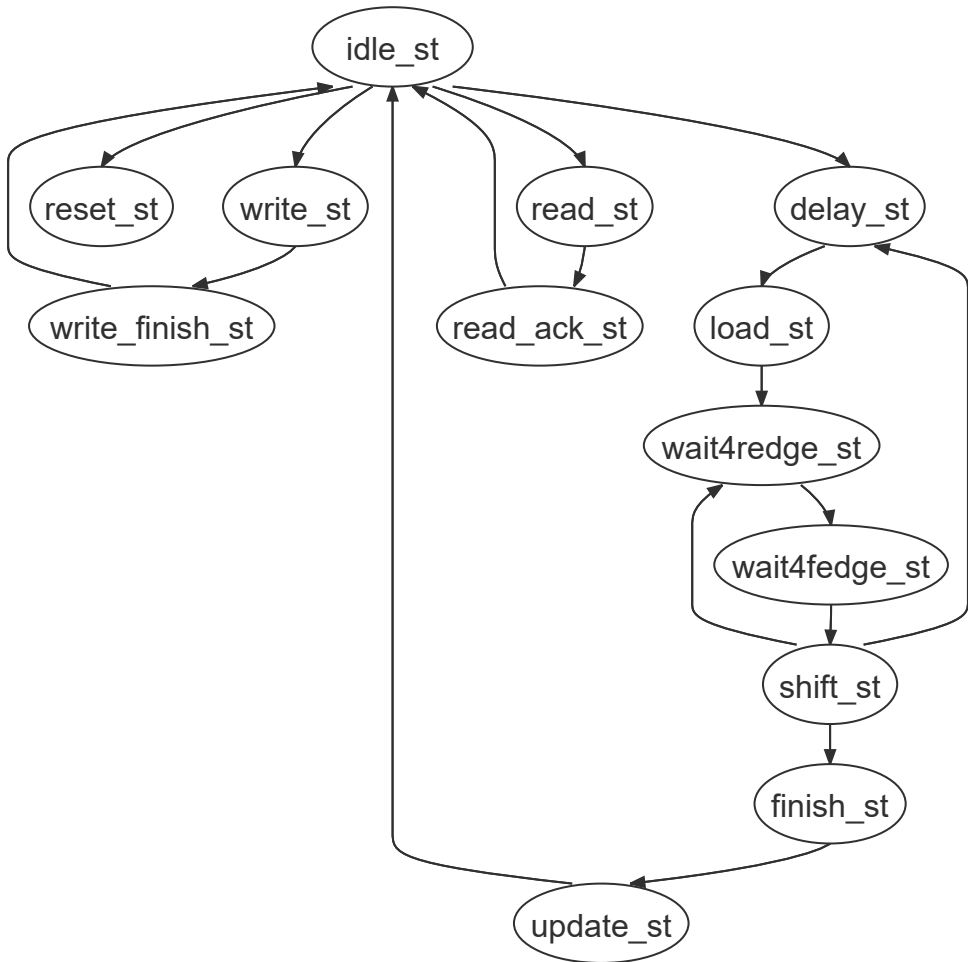 idle_st
reset_st
write_st
read_st
delay_st
write_finish_st
read_ack_st
load_st
wait4redge_st
wait4fedge_st
shift_st
finish_st
update_st